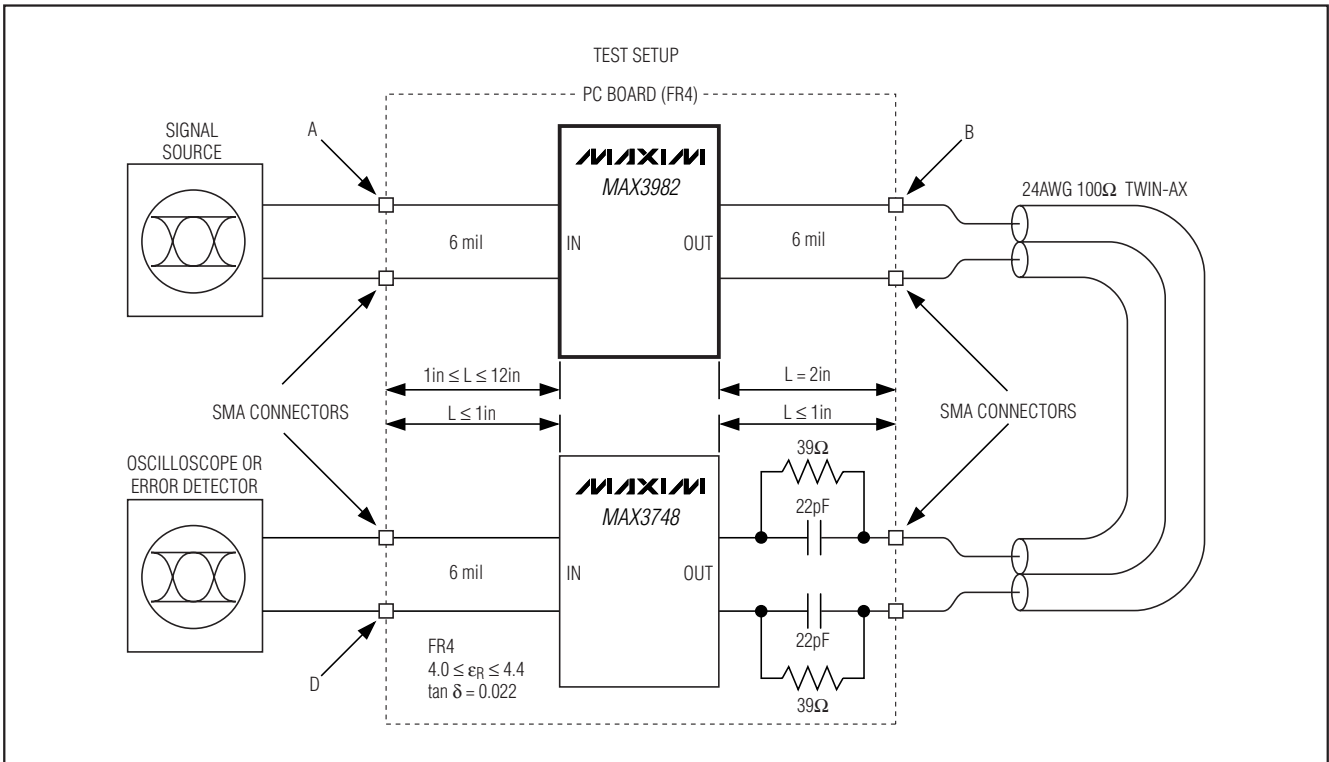 TEST SETUP
PC BOARD (FR4)
SIGNAL
SOURCE
A
B
MAXIM
MAX3982
24AWG 100Ω TWIN-AX
6 mil
IN
OUT
6 mil
1in ≤ L ≤ 12in
L = 2in
SMA CONNECTORS
L ≤ 1in
L ≤ 1in
SMA CONNECTORS
OSCILLOSCOPE OR
ERROR DETECTOR
39Ω
MAXIM
MAX3748
22pF
6 mil
IN
OUT
22pF
FR4
4.0 ≤ εR ≤ 4.4
tan δ = 0.022
D
39Ω